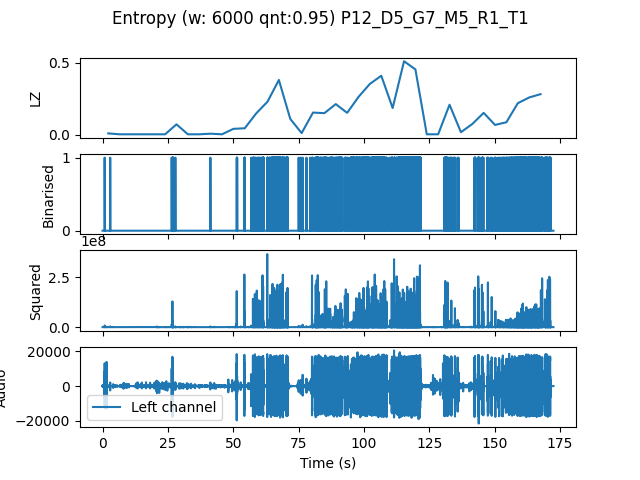 Entropy (w: 6000 qnt:0.95) P12_D5_G7_M5_R1_T1
0.5
LZ
0.0
1
Binarised
0
1e8
2.5
Squared
0.0
20000
Audio
0
Left channel
−20000
0 25 50 75 100 125 150 175
Time (s)